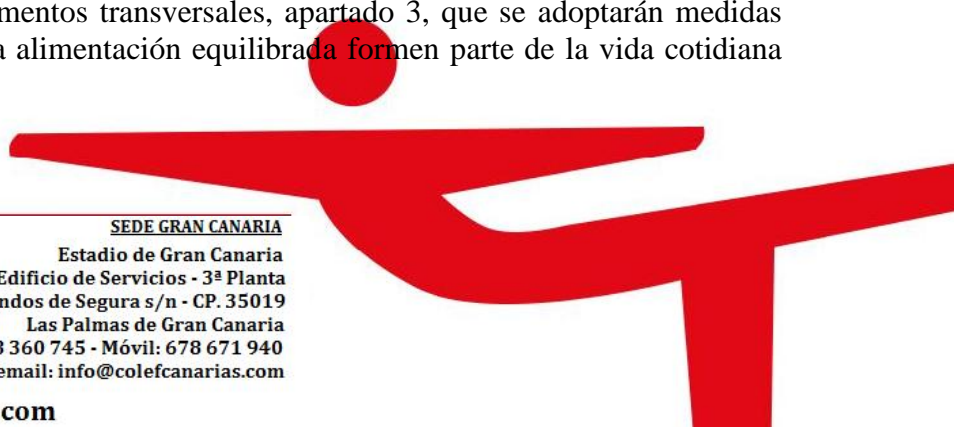 mentos transversales, apartado 3, que se adoptarán medidas
a alimentación equilibrada formen parte de la vida cotidiana
SEDE GRAN CANARIA
Estadio de Gran Canaria
Edificio de Servicios - 3ª Planta
ndos de Segura s/n - CP. 35019
Las Palmas de Gran Canaria
3 360 745 - Móvil: 678 671 940
email: info@colefcanarias.com
.com